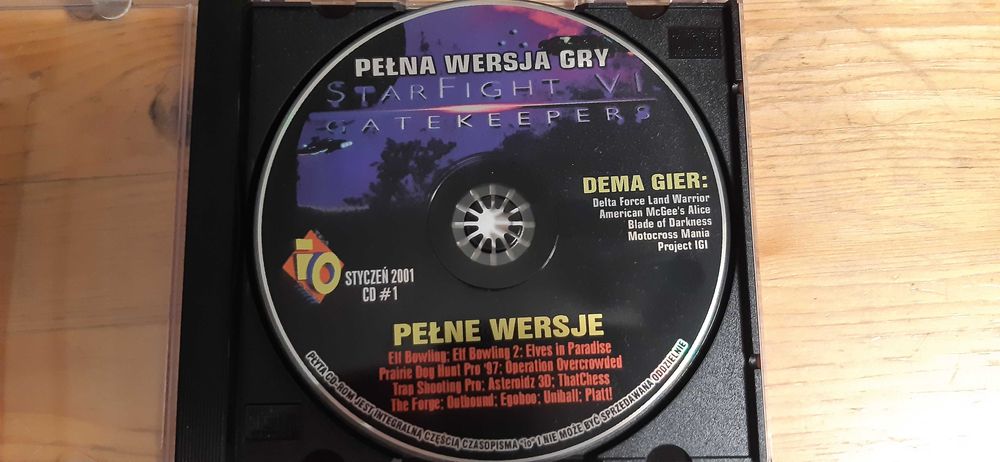 PEŁNA WERSJA GRY
STARFIGHT VI
GATEKEEPERS
DEMA GIER:
Delta Force Land Warrior
American McGee's Alice
Blade of Darkness
Motocross Mania
Project IGI
io
STYCZEŃ 2001
CD #1
PEŁNE WERSJE
Elf Bowling; Elf Bowling 2: Elves in Paradise
Prairie Dog Hunt Pro '97; Operation Overcrowded
Trap Shooting Pro; Asteroidz 3D; ThatChess
The Forge; Outbound; Egoboo; Uniball; Platt!
PŁYTA CD-ROM JEST INTEGRALNĄ CZĘŚCIĄ CZASOPISMA "io" I NIE MOŻE BYĆ SPRZEDAWANA ODDZIELNIE